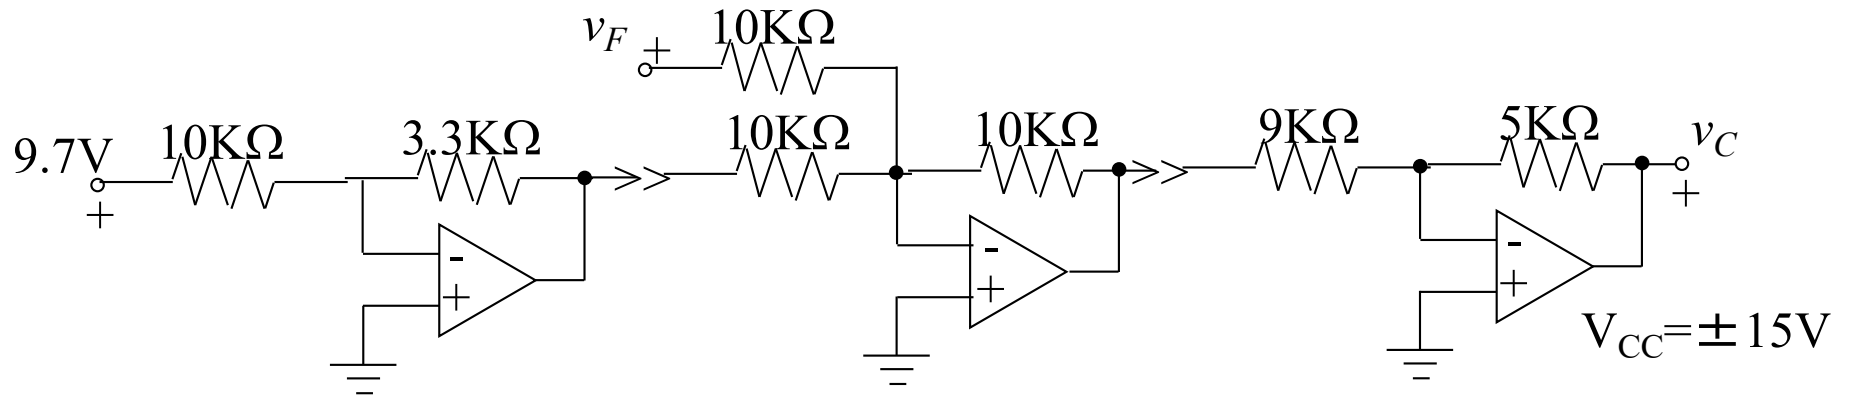 v_F + 10KΩ
9.7V 10KΩ 3.3KΩ 10KΩ 10KΩ 9KΩ 5KΩ v_C
+ +
- - -
+ + +
V_CC=±15V